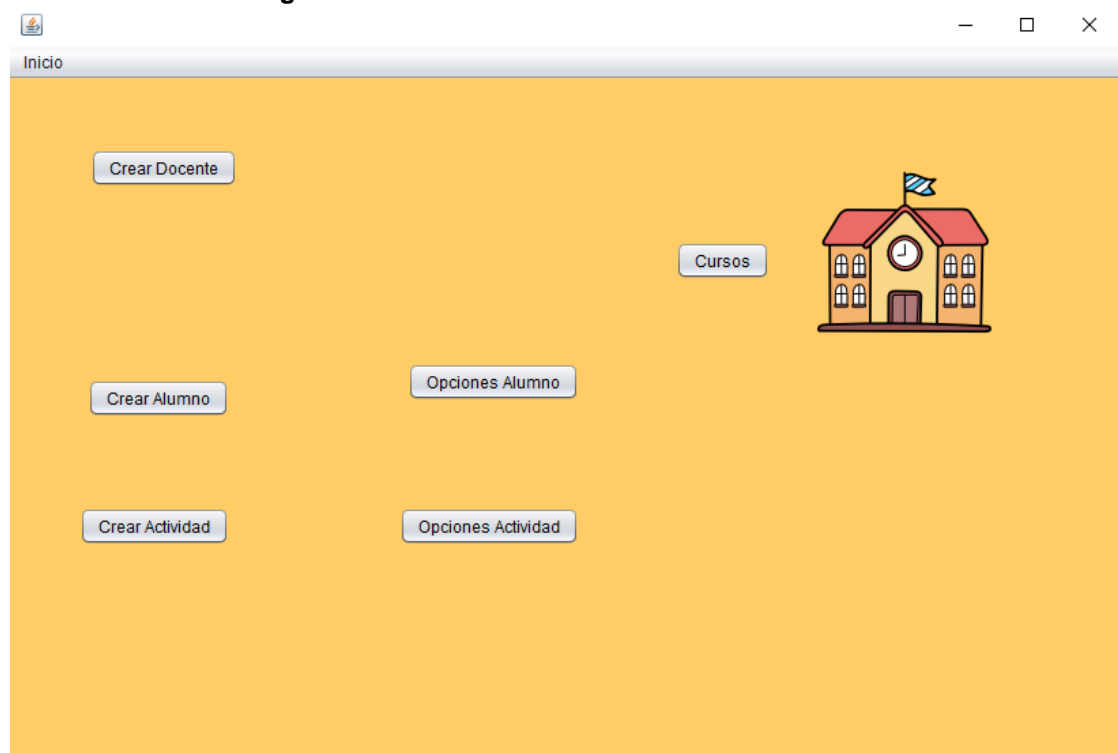 Inicio
Crear Docente
Cursos
Opciones Alumno
Crear Alumno
Crear Actividad
Opciones Actividad